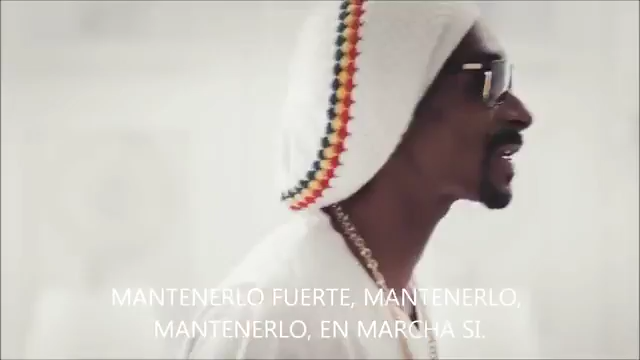 MANTENERLO FUERTE, MANTENERLO,
MANTENERLO, EN MARCHA SI.